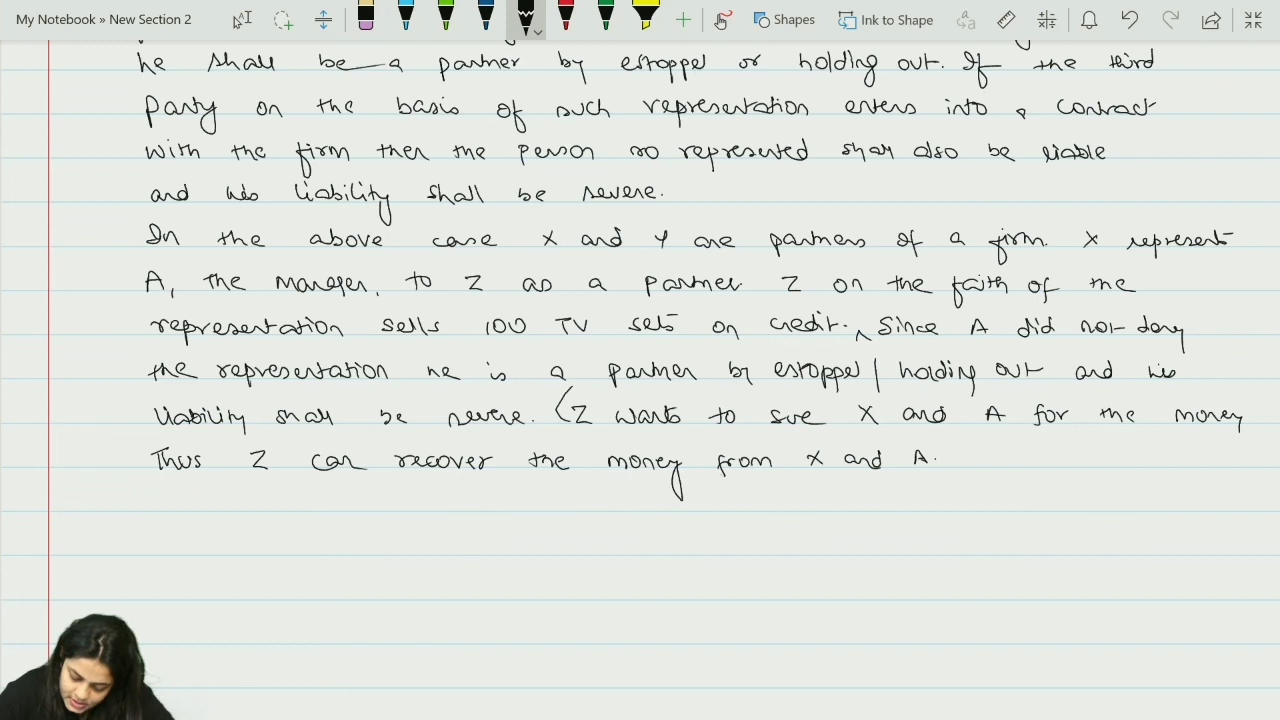 My Notebook » New Section 2
Shapes
Ink to Shape
he shall be a partner by estoppel or holding out. If the third
Party on the basis of such representation enters into a contract
with the firm then the person so represented shall also be liable
and his liability shall be severe.
In the above case X and Y are partners of a firm. X represents
A, the manager, to Z as a partner Z on the faith of the
representation sells 100 TV sets on credit. ^ Since A did not deny
the representation he is a partner by estoppel / holding out and his
liability shall be severe. (Z wants to sue X and A for the money
Thus Z can recover the money from X and A.